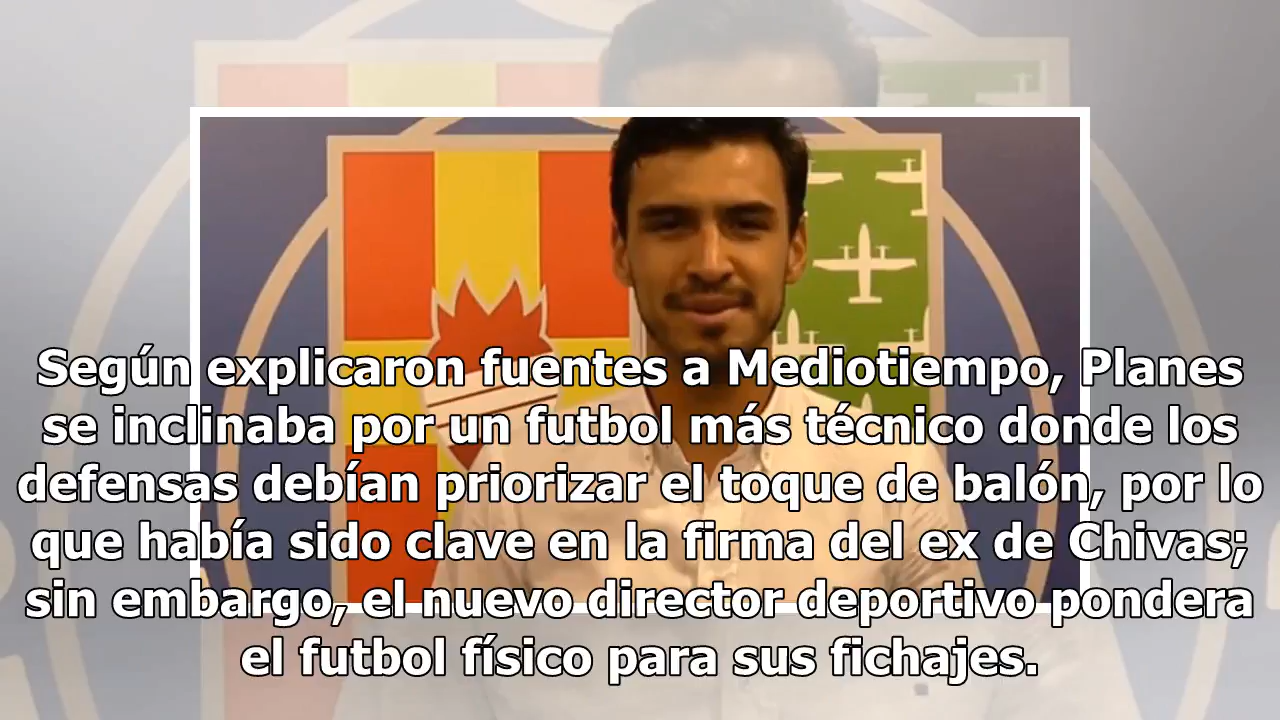 Según explicaron fuentes a Mediotiempo, Planes
se inclinaba por un futbol más técnico donde los
defensas debían priorizar el toque de balón, por lo
que había sido clave en la firma del ex de Chivas;
sin embargo, el nuevo director deportivo pondera
el futbol físico para sus fichajes.